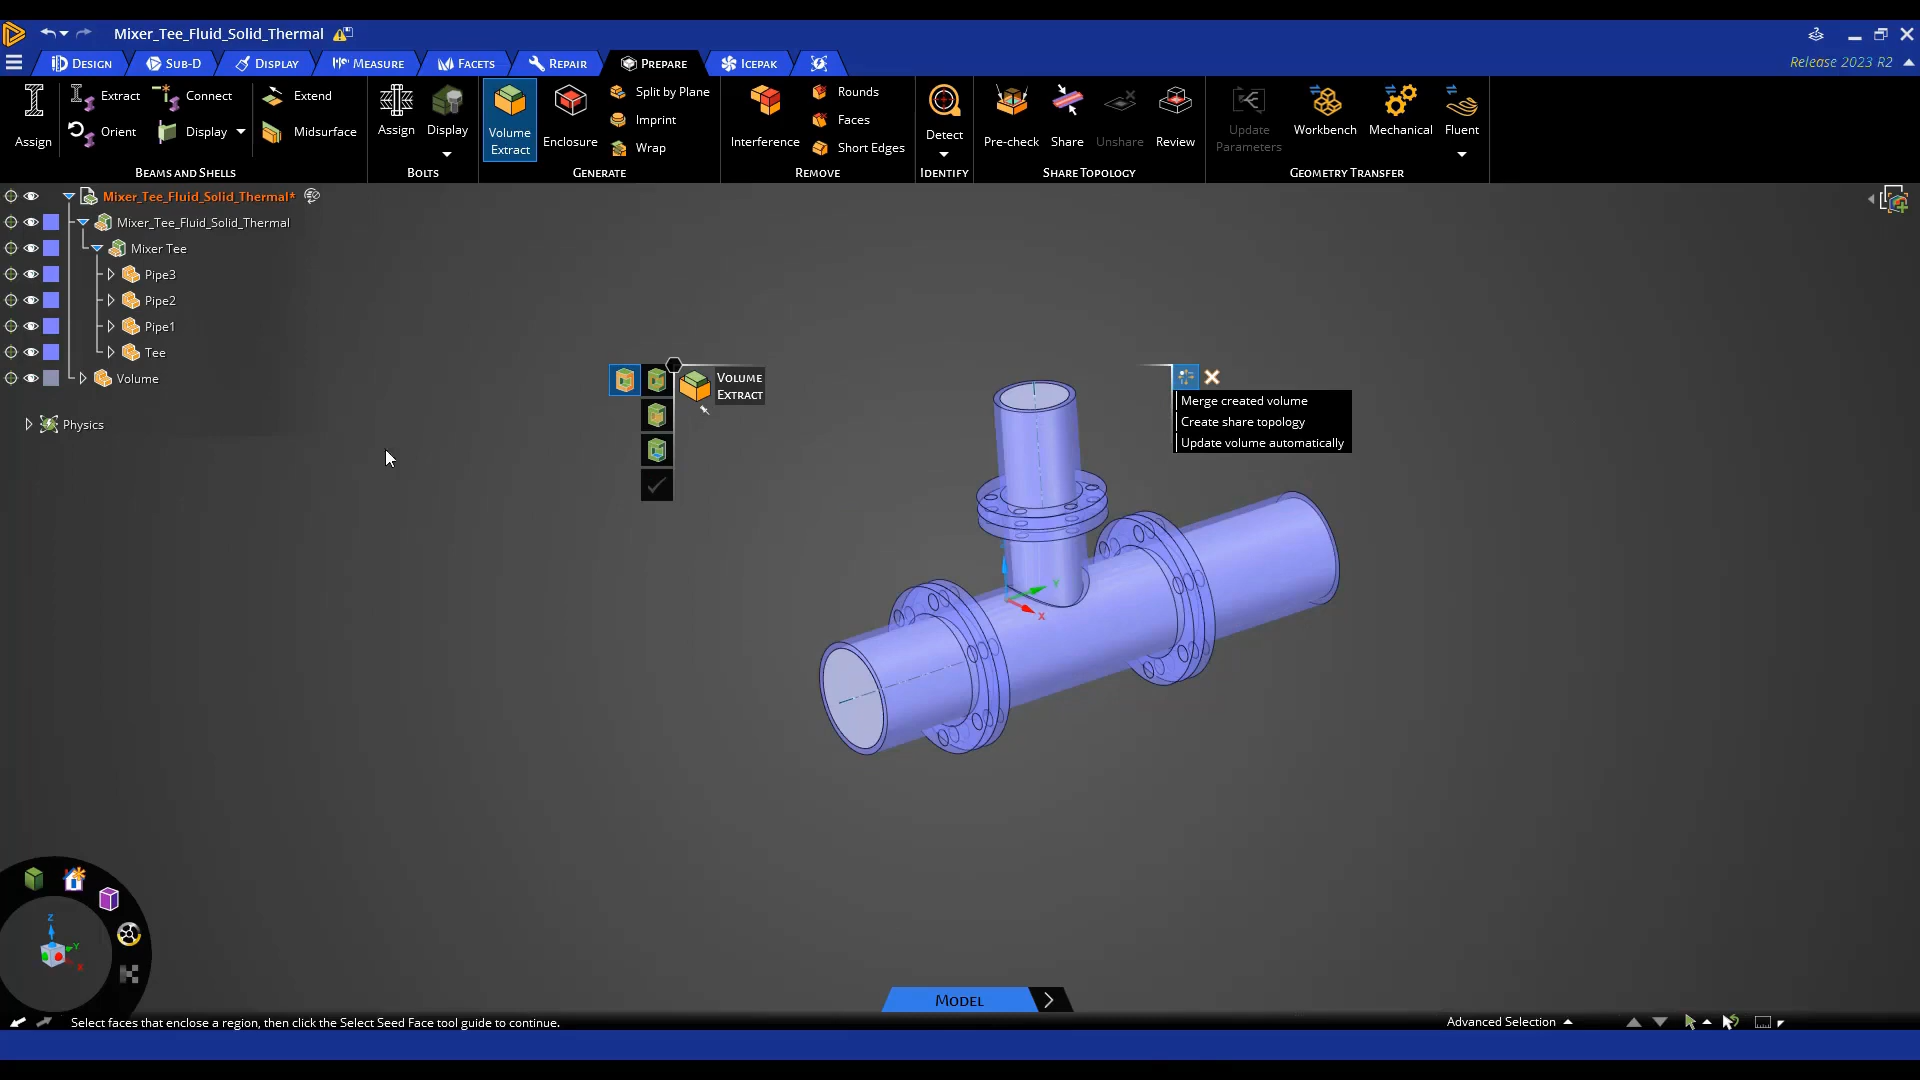 Mixer_Tee_Fluid_Solid_Thermal
DESIGN SUB-D DISPLAY MEASURE FACETS REPAIR PREPARE ICEPAK
Release 2023 R2
Assign
Extract
Orient
Connect
Display
Extend
Midsurface
BEAMS AND SHELLS
Assign
Display
BOLTS
Volume Extract
Enclosure
Split by Plane
Imprint
Wrap
GENERATE
Interference
Rounds
Faces
Short Edges
REMOVE
Detect
IDENTIFY
Pre-check
Share
Unshare
Review
SHARE TOPOLOGY
Update Parameters
Workbench
Mechanical
Fluent
GEOMETRY TRANSFER
Mixer_Tee_Fluid_Solid_Thermal*
Mixer_Tee_Fluid_Solid_Thermal
Mixer Tee
Pipe3
Pipe2
Pipe1
Tee
Volume
Physics
VOLUME
EXTRACT
Merge created volume
Create share topology
Update volume automatically
Y
X
Z
Y
X
MODEL
Select faces that enclose a region, then click the Select Seed Face tool guide to continue.
Advanced Selection